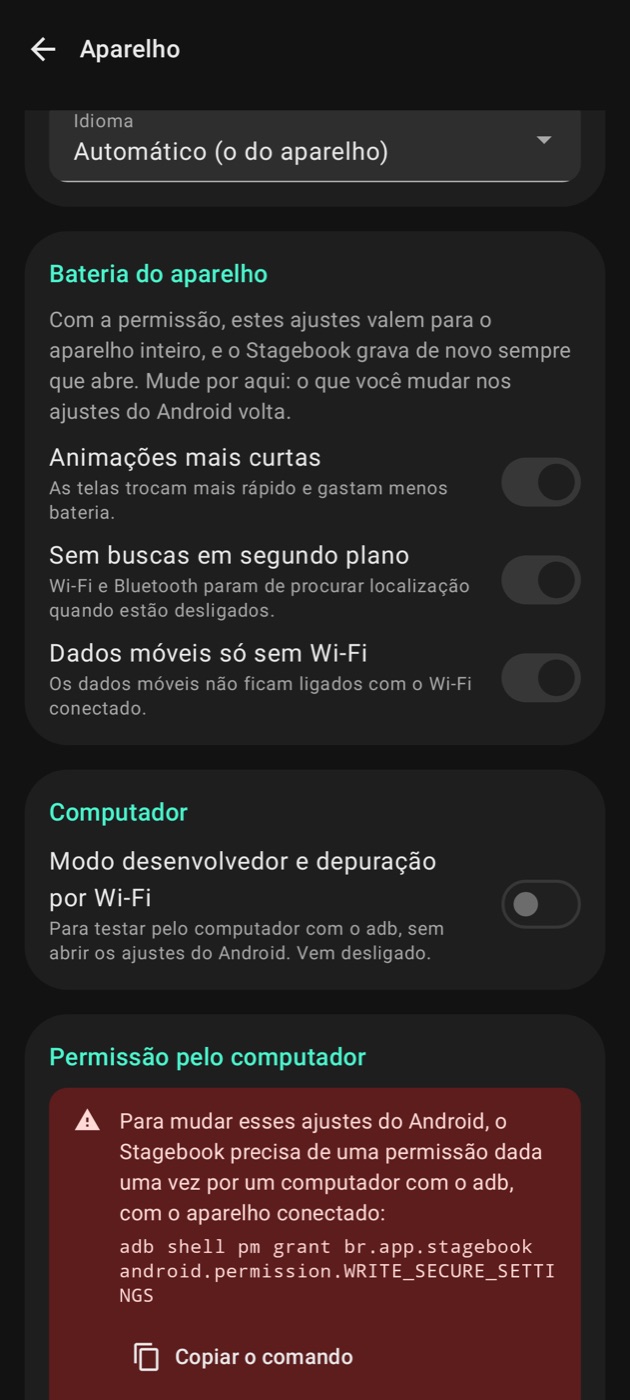 Aparelho
Idioma
Automático (o do aparelho)
Bateria do aparelho
Com a permissão, estes ajustes valem para o
aparelho inteiro, e o Stagebook grava de novo sempre
que abre. Mude por aqui: o que você mudar nos
ajustes do Android volta.
Animações mais curtas
As telas trocam mais rápido e gastam menos
bateria.
Sem buscas em segundo plano
Wi-Fi e Bluetooth param de procurar localização
quando estão desligados.
Dados móveis só sem Wi-Fi
Os dados móveis não ficam ligados com o Wi-Fi
conectado.
Computador
Modo desenvolvedor e depuração
por Wi-Fi
Para testar pelo computador com o adb, sem
abrir os ajustes do Android. Vem desligado.
Permissão pelo computador
Para mudar esses ajustes do Android, o
Stagebook precisa de uma permissão dada
uma vez por um computador com o adb,
com o aparelho conectado:
adb shell pm grant br.app.stagebook
android.permission.WRITE_SECURE_SETTI
NGS
Copiar o comando